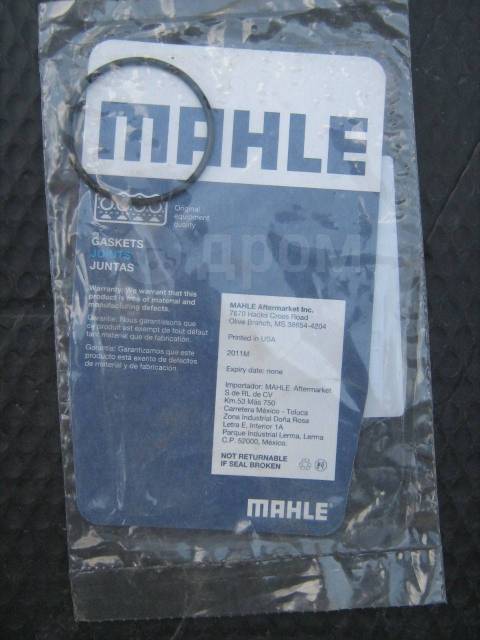 MAHLE
Original
equipment
quality
GASKETS
JOINTS
JUNTAS
дром
Warranty: We warrant that this
product is free of material and
manufacturing defects.
Garantie: Nous garantissons que
ce produit est exempt de tout défaut
tant material que de fabrication.
Garantía: Garantizamos que este
producto está exento de defectos
de material y de fabricación.
MAHLE Aftermarket Inc.
7670 Hacks Cross Road
Olive Branch, MS 38654-4204
Printed in USA
2011M
Expiry date: none
Importador: MAHLE Aftermarket
S de RL de CV
Km.53 Más 750
Carretera México - Toluca
Zona Industrial Doña Rosa
Letra E, Interior 1A
Parque Industrial Lerma, Lerma
C.P. 52000, México.
NOT RETURNABLE
IF SEAL BROKEN
MAHLE